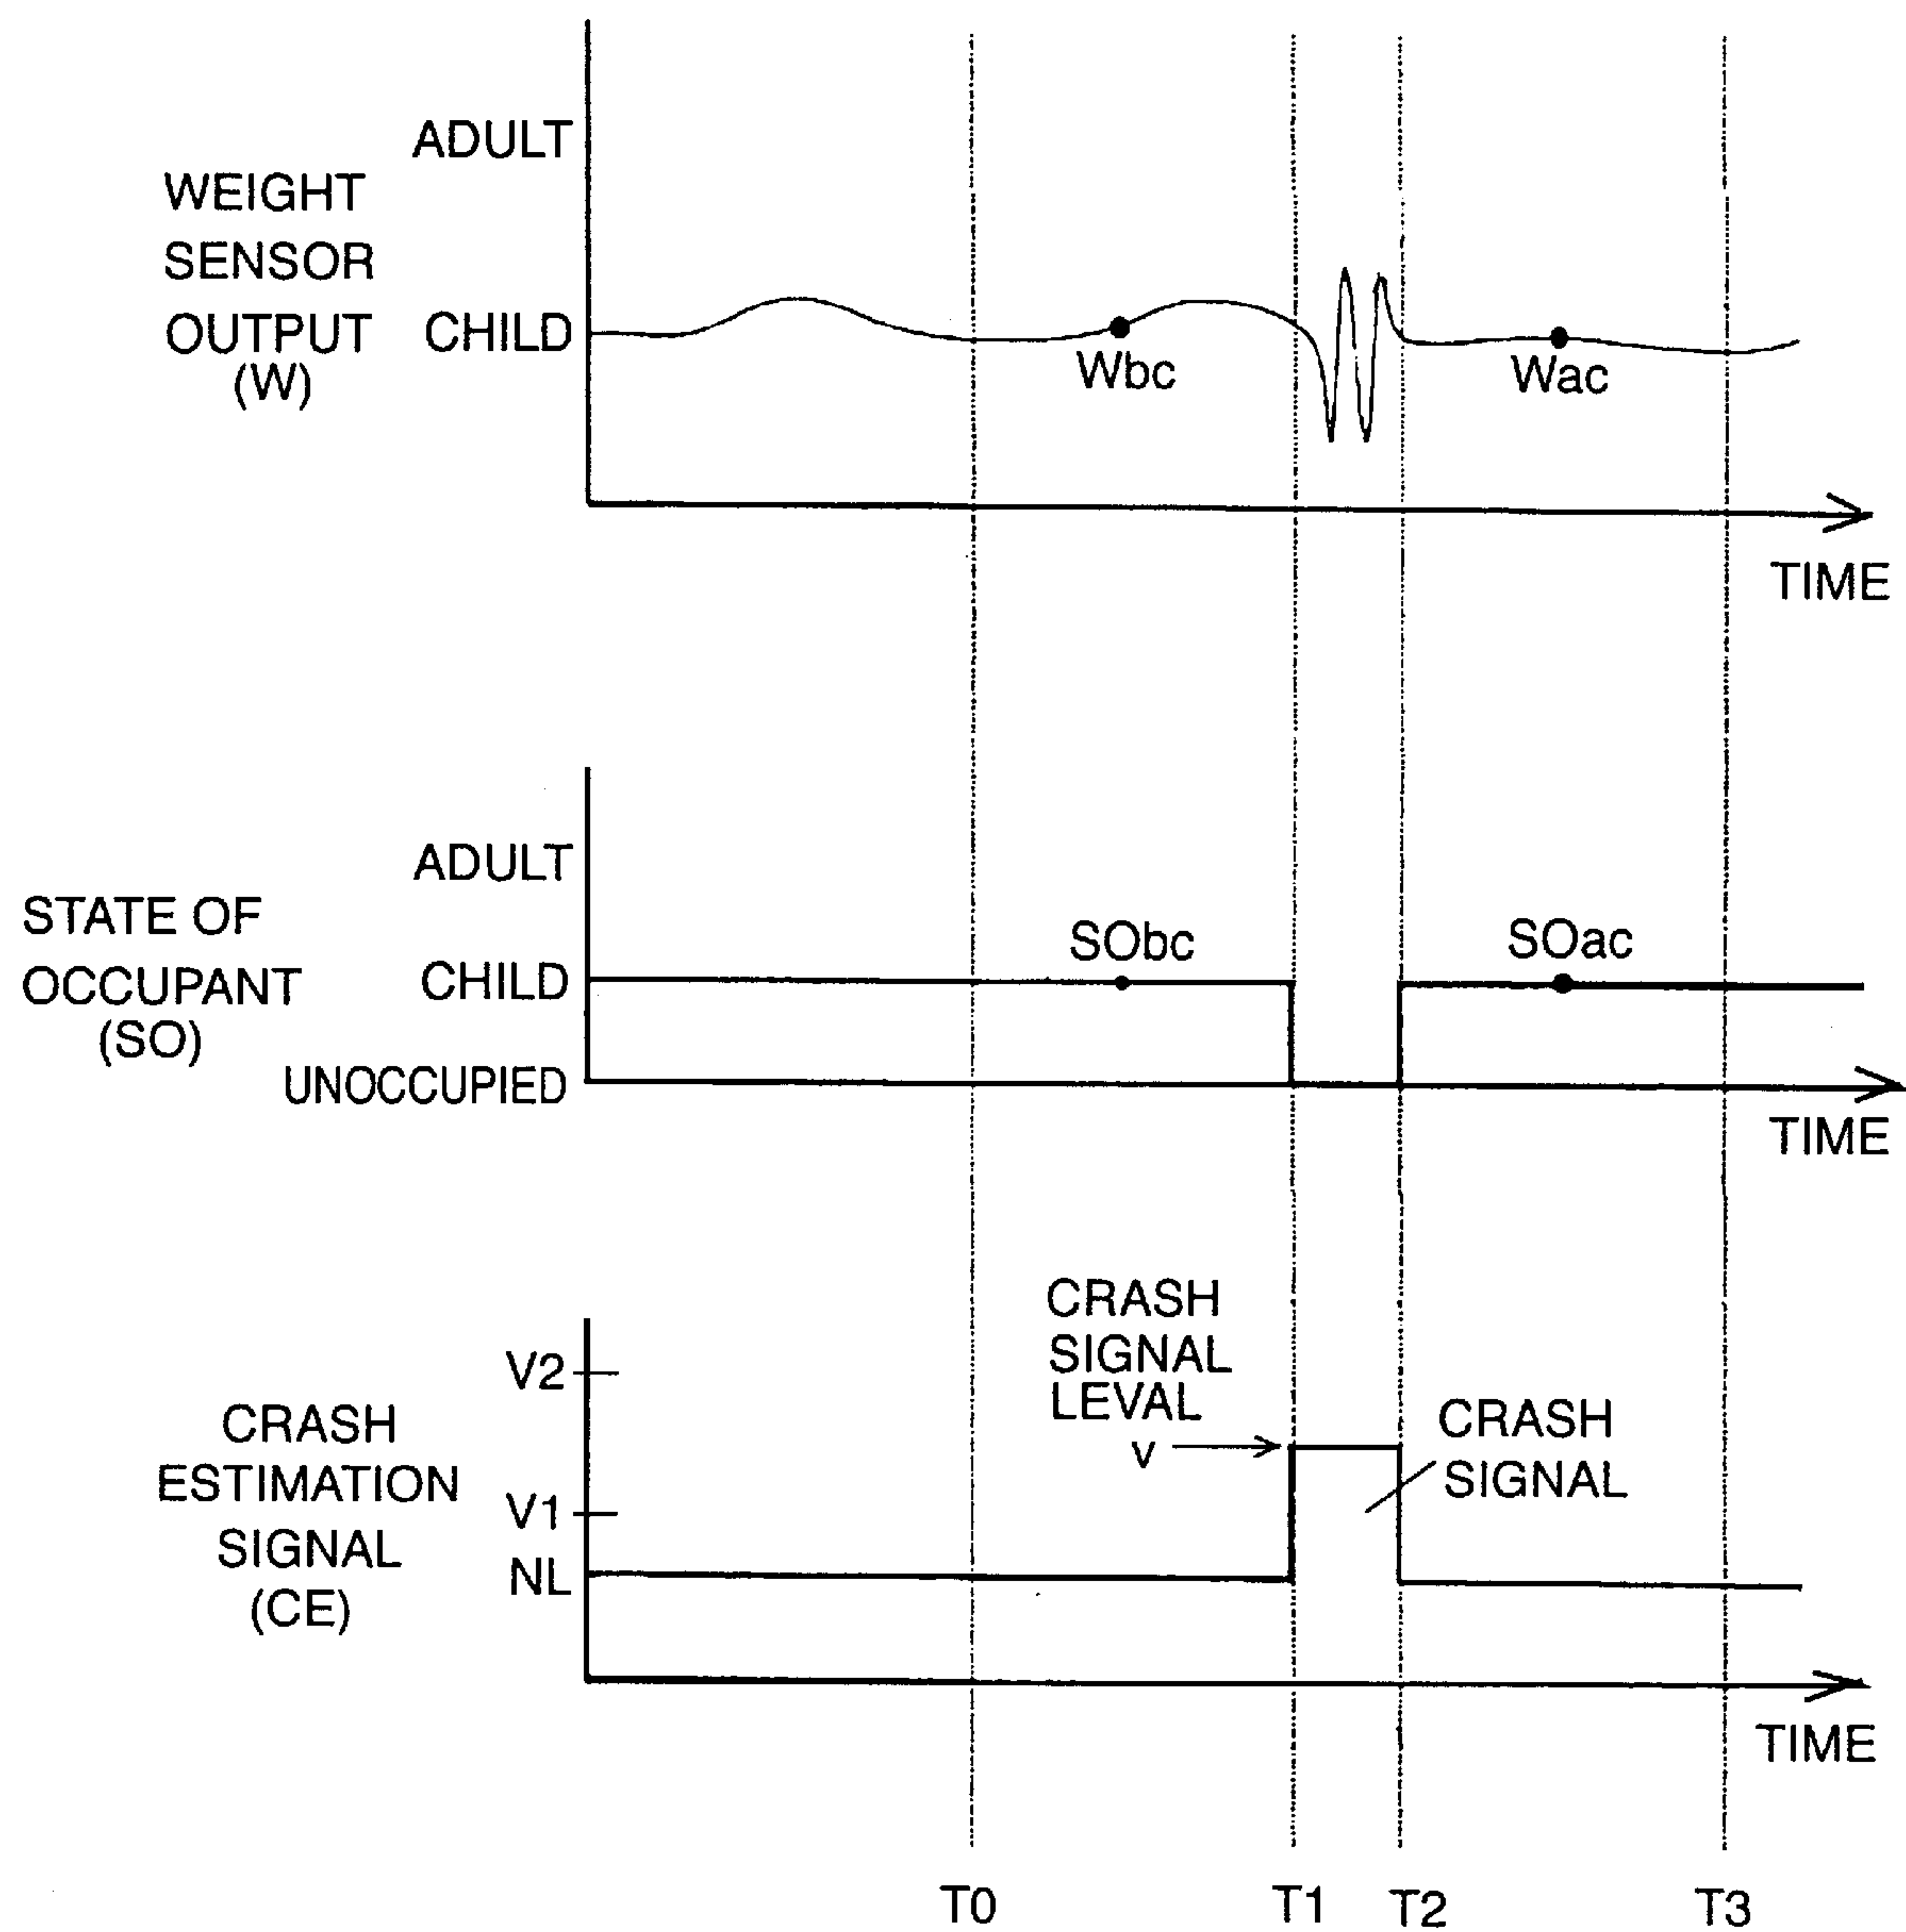 ADULT
WEIGHT
SENSOR
OUTPUT
(W)
CHILD
Wbc
Wac
TIME
ADULT
STATE OF
OCCUPANT
(SO)
CHILD
SObc
SOac
UNOCCUPIED
TIME
CRASH
SIGNAL
LEVAL
v
V2
CRASH
ESTIMATION
SIGNAL
(CE)
V1
NL
CRASH
SIGNAL
TIME
T0 T1 T2 T3